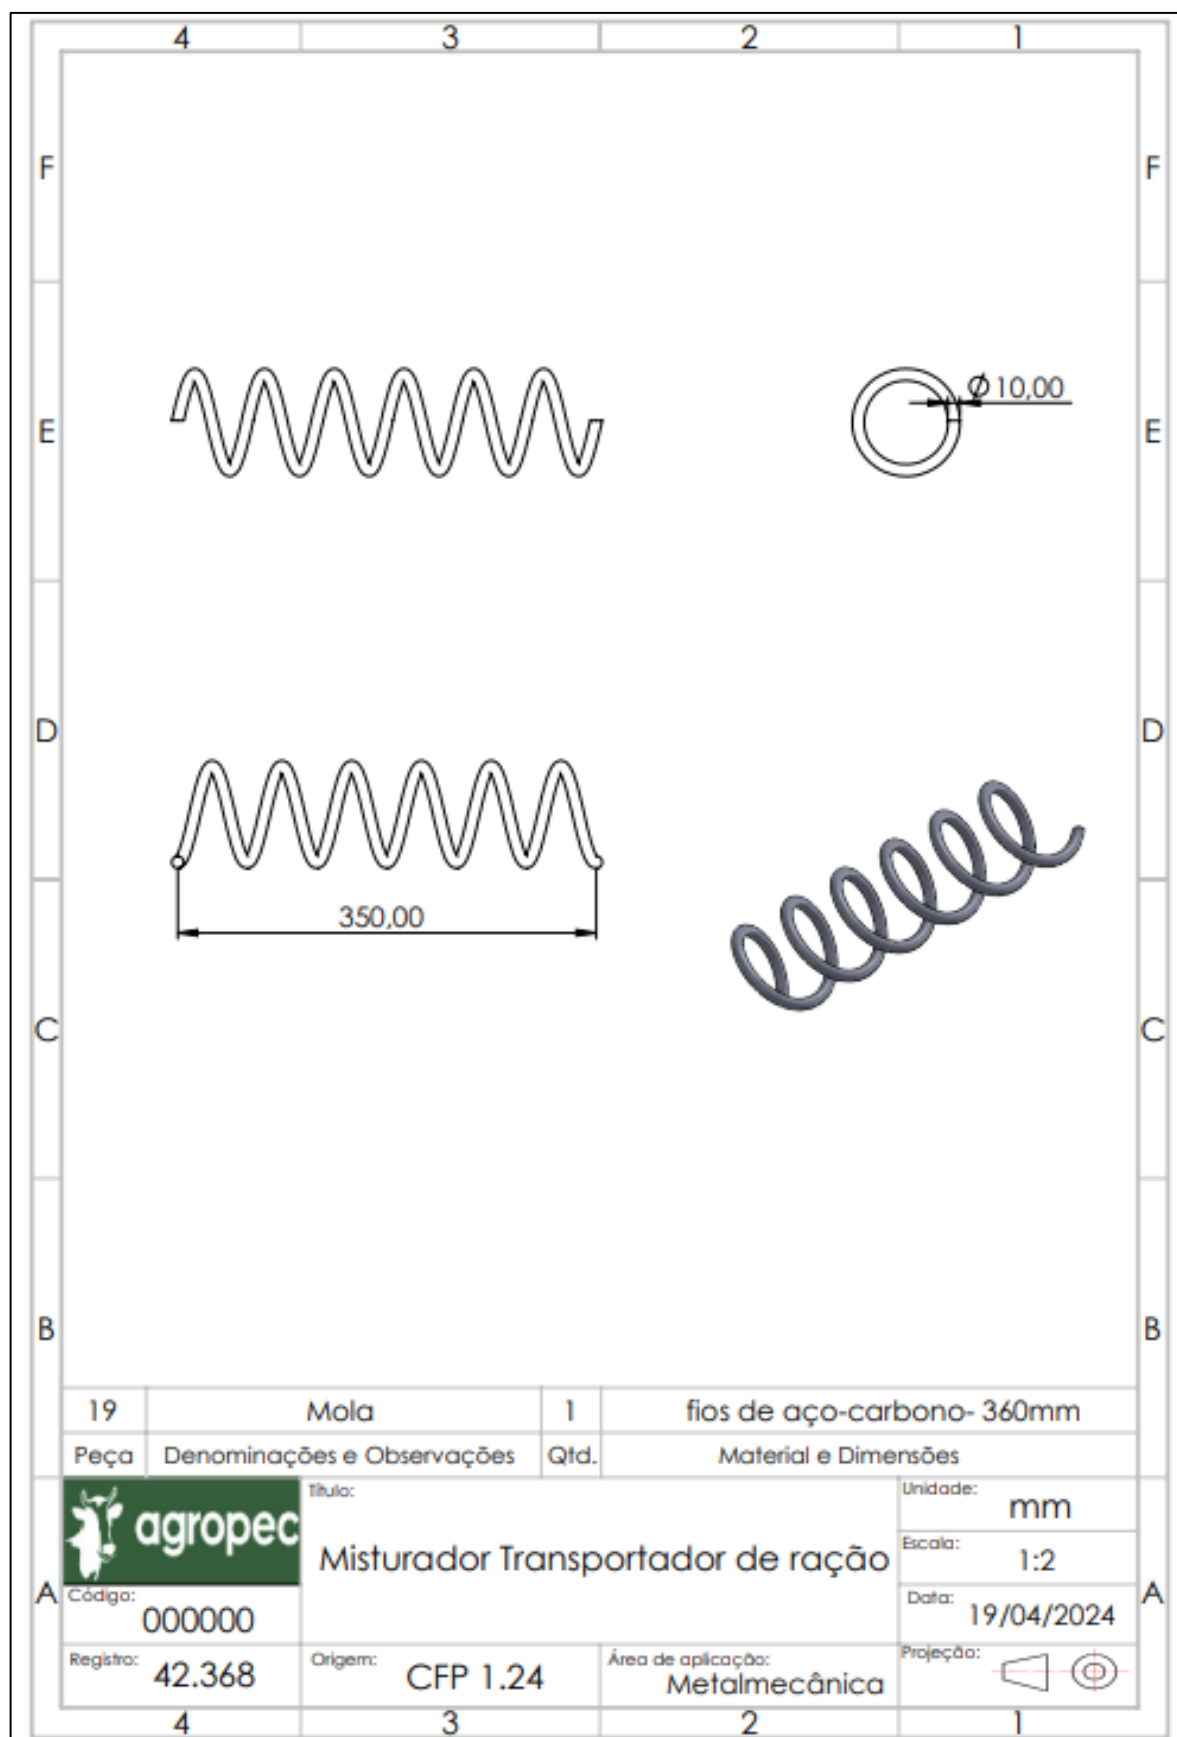 4 3 2 1
F F
Ø 10,00
E E
D D
350,00
C C
B B
19 Mola 1 fios de aço-carbono- 360mm
Peça Denominações e Observações Qtd. Material e Dimensões
agropec
Título:
Misturador Transportador de ração
Unidade:
mm
Escala:
1:2
A A
Código:
000000
Data:
19/04/2024
Registro:
42.368
Origem:
CFP 1.24
Área de aplicação:
Metalmecânica
Projeção:
4 3 2 1